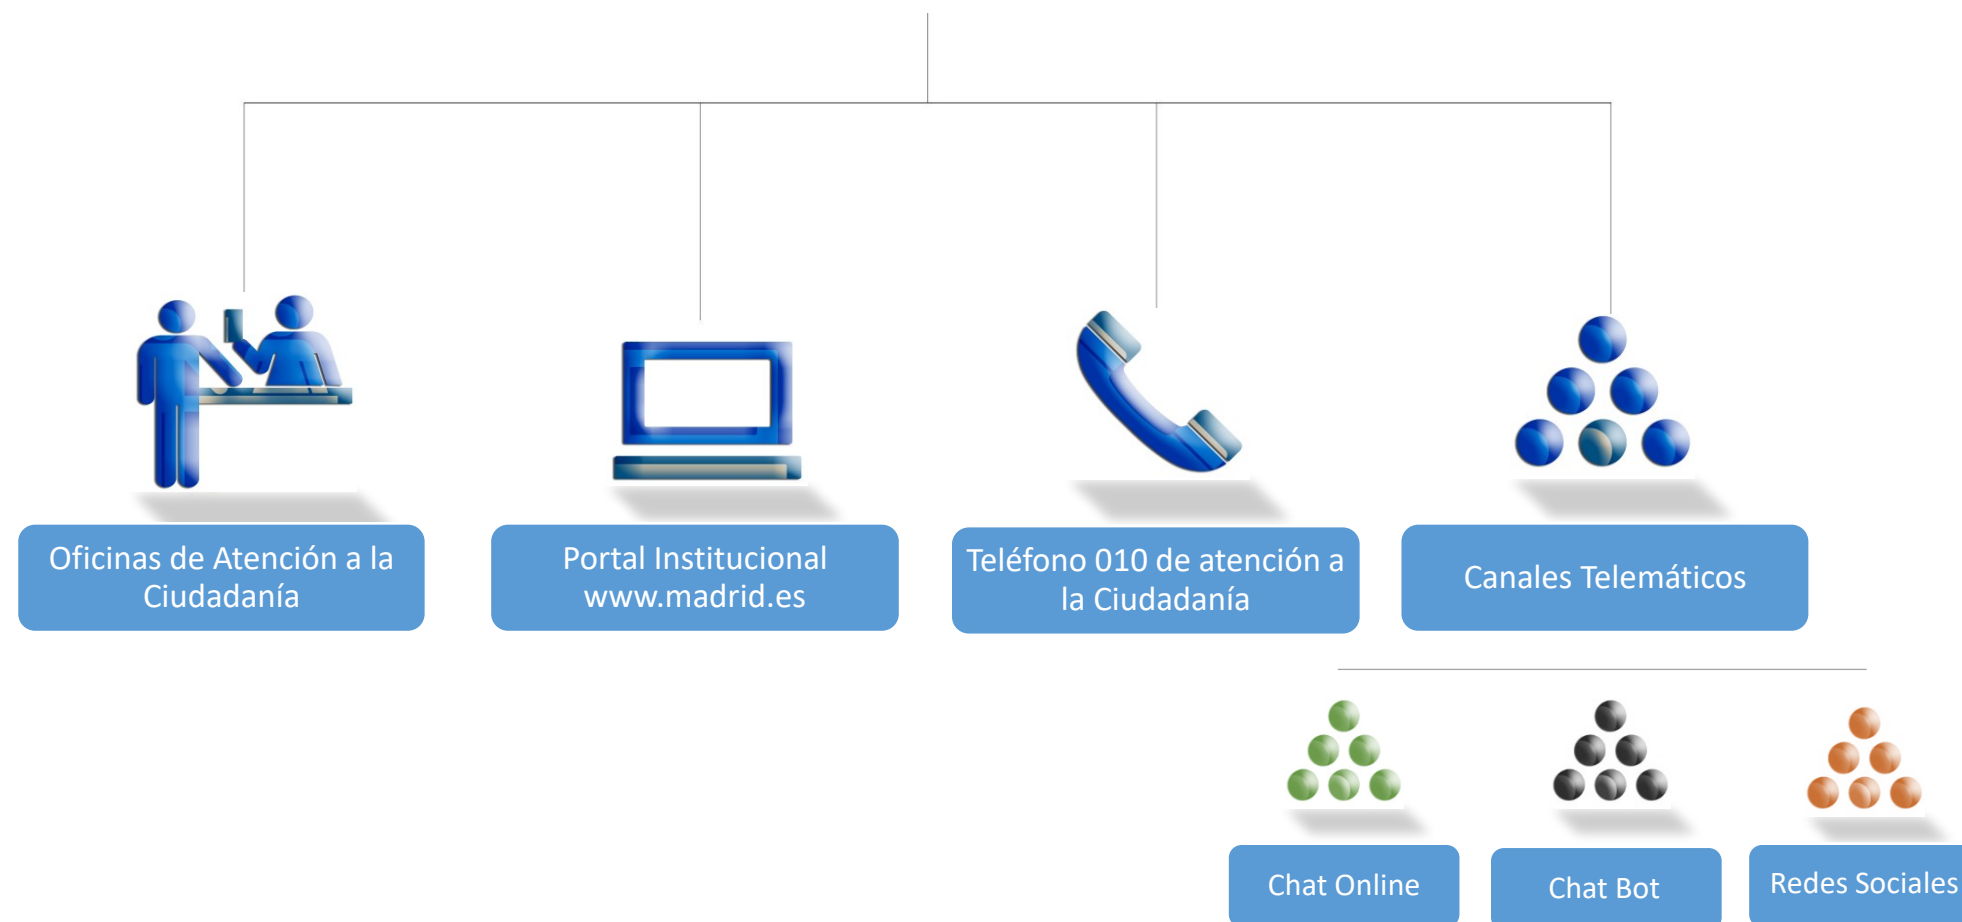 Oficinas de Atención a la
Ciudadanía
Portal Institucional
www.madrid.es
Teléfono 010 de atención a
la Ciudadanía
Canales Telemáticos
Chat Online
Chat Bot
Redes Sociales